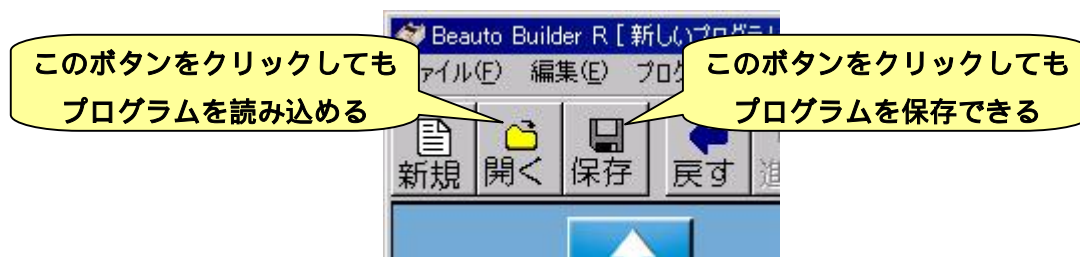 Beauto Builder R [ 新しいプログラ
このボタンをクリックしても
プログラムを読み込める
ァイル(F) 編集(E) プログ
このボタンをクリックしても
プログラムを保存できる
新規 開く 保存 戻す 進